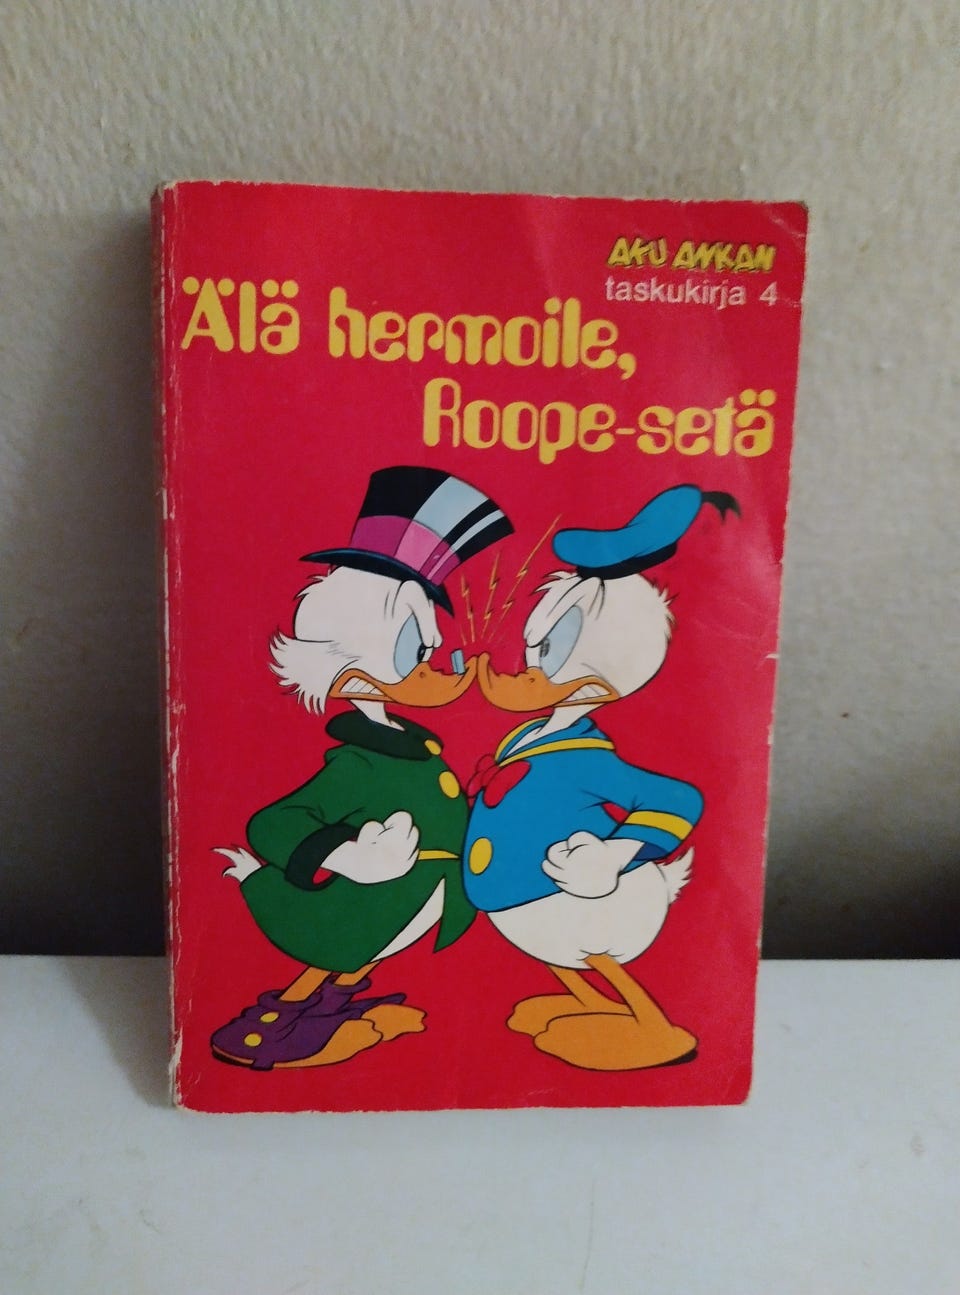 AKU ANKAN
taskukirja 4
Älä hermoile,
Roope-setä